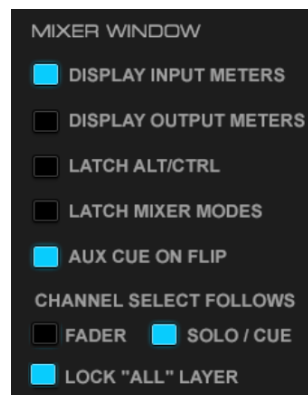 MIXER WINDOW
DISPLAY INPUT METERS
DISPLAY OUTPUT METERS
LATCH ALT/CTRL
LATCH MIXER MODES
AUX CUE ON FLIP
CHANNEL SELECT FOLLOWS
FADER SOLO / CUE
LOCK "ALL" LAYER